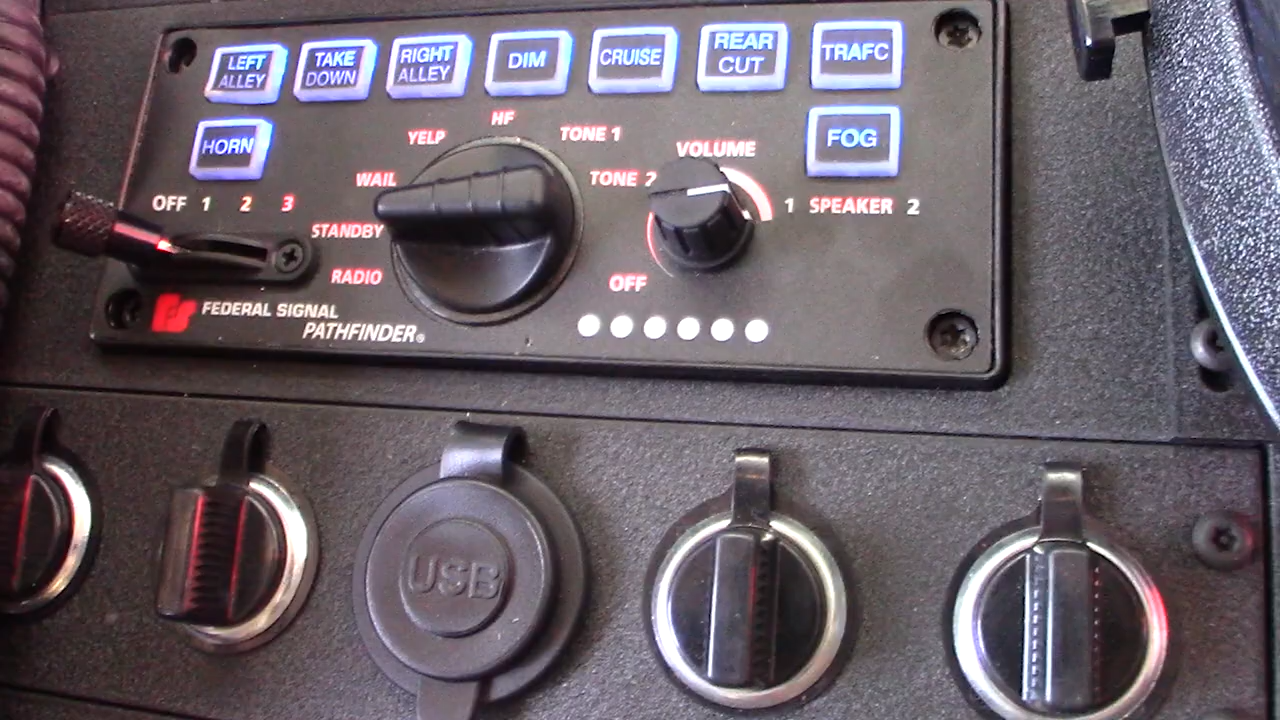 LEFT ALLEY
TAKE DOWN
RIGHT ALLEY
DIM
CRUISE
REAR CUT
TRAFC
HORN
FOG
HF
YELP
TONE 1
WAIL
TONE 2
VOLUME
OFF 1 2 3
STANDBY
1 SPEAKER 2
RADIO
OFF
FEDERAL SIGNAL
PATHFINDER®
USB